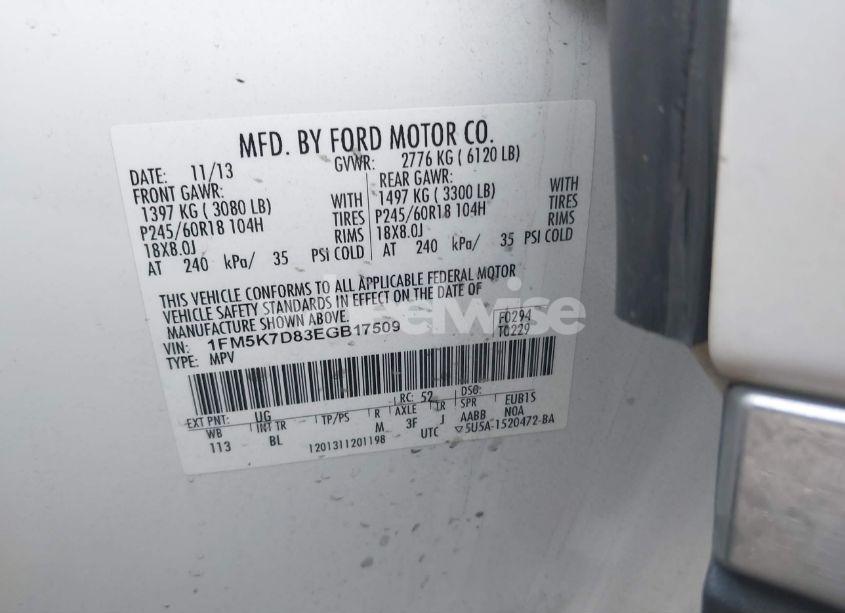 MFD. BY FORD MOTOR CO.
DATE: 11/13 GVWR: 2776 KG ( 6120 LB)
FRONT GAWR: REAR GAWR:
1397 KG ( 3080 LB) WITH 1497 KG ( 3300 LB) WITH
P245/60R18 104H TIRES P245/60R18 104H TIRES
18X8.0J RIMS 18X8.0J RIMS
AT 240 kPa/ 35 PSI COLD AT 240 kPa/ 35 PSI COLD
THIS VEHICLE CONFORMS TO ALL APPLICABLE FEDERAL MOTOR
VEHICLE SAFETY STANDARDS IN EFFECT ON THE DATE OF
MANUFACTURE SHOWN ABOVE.
VIN: 1FM5K7D83EGB17509 F0294
TYPE: MPV T0229
EXT PNT: UG RC: 52 DSO:
WB INT TR TP/PS R AXLE TR SPR EUB1S
113 BL M 3F J AABB NOA
1201311201198 UTC ▽5U5A-1520472-BA